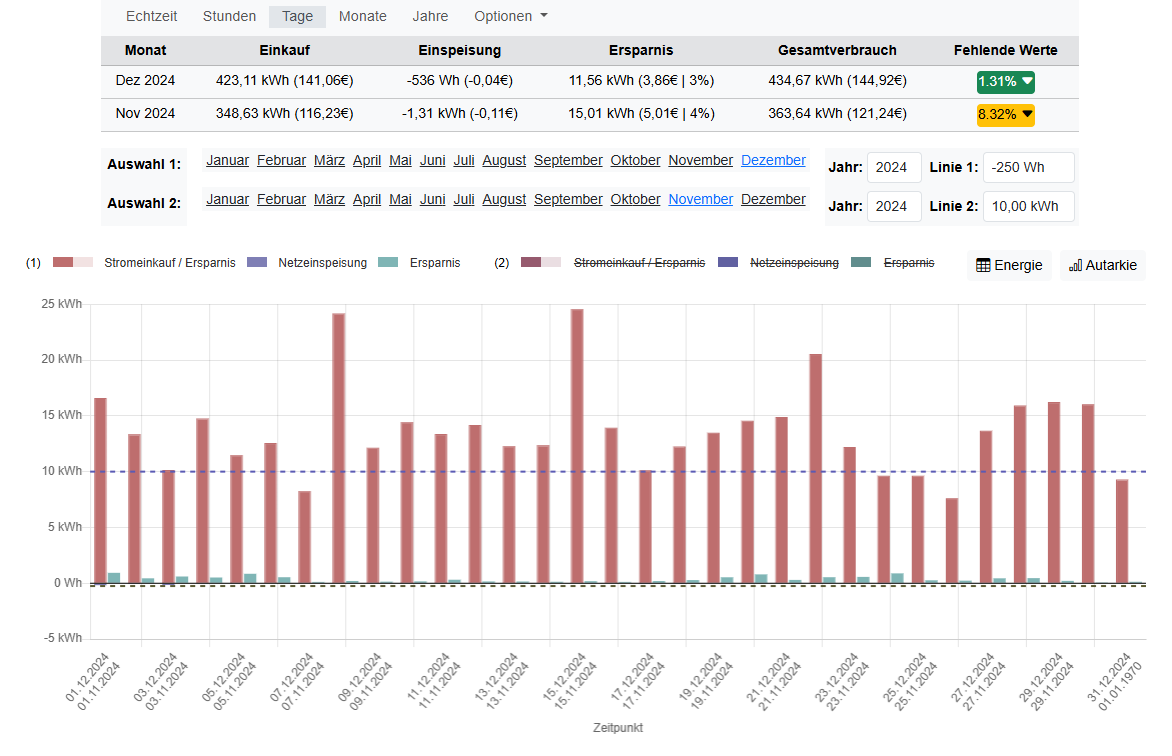 Echtzeit Stunden Tage Monate Jahre Optionen
Monat Einkauf Einspeisung Ersparnis Gesamtverbrauch Fehlende Werte
Dez 2024 423,11 kWh (141,06€) -536 Wh (-0,04€) 11,56 kWh (3,86€ | 3%) 434,67 kWh (144,92€) 1.31%
Nov 2024 348,63 kWh (116,23€) -1,31 kWh (-0,11€) 15,01 kWh (5,01€ | 4%) 363,64 kWh (121,24€) 8.32%
Auswahl 1: Januar Februar März April Mai Juni Juli August September Oktober November Dezember Jahr: 2024 Linie 1: -250 Wh
Auswahl 2: Januar Februar März April Mai Juni Juli August September Oktober November Dezember Jahr: 2024 Linie 2: 10,00 kWh
(1) Stromeinkauf / Ersparnis Netzeinspeisung Ersparnis (2) Stromeinkauf / Ersparnis Netzeinspeisung Ersparnis Energie Autarkie
25 kWh
20 kWh
15 kWh
10 kWh
5 kWh
0 kWh
-5 kWh
01.12.2024
01.11.2024
03.12.2024
03.11.2024
05.12.2024
05.11.2024
07.12.2024
07.11.2024
09.12.2024
09.11.2024
11.12.2024
11.11.2024
13.12.2024
13.11.2024
15.12.2024
15.11.2024
17.12.2024
17.11.2024
19.12.2024
19.11.2024
21.12.2024
21.11.2024
23.12.2024
23.11.2024
25.12.2024
25.11.2024
27.12.2024
27.11.2024
29.12.2024
29.11.2024
31.12.2024
01.01.1970
Zeitpunkt